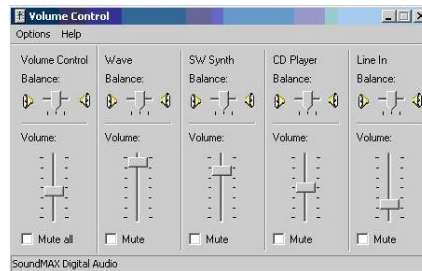 Volume Control
Options Help
Volume Control Wave SW Synth CD Player Line In
Balance: Balance: Balance: Balance: Balance:
Volume: Volume: Volume: Volume: Volume:
Mute all Mute Mute Mute Mute
SoundMAX Digital Audio